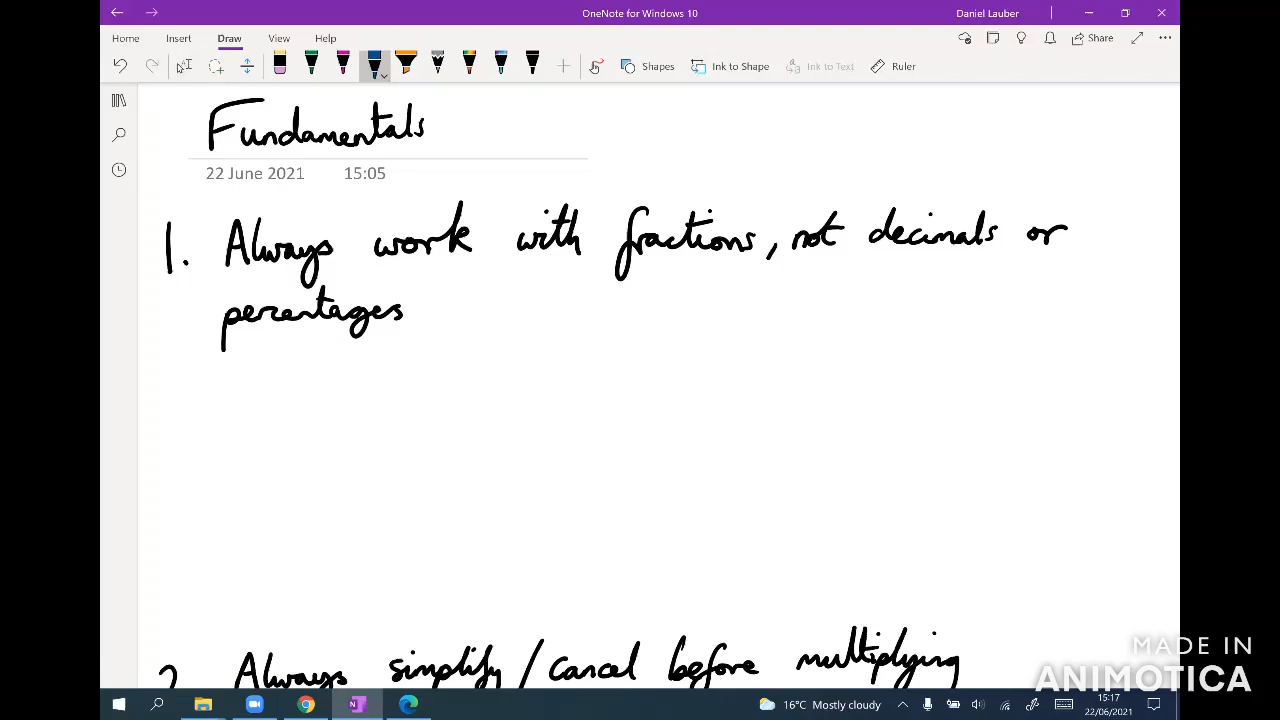 OneNote for Windows 10
Daniel Lauber
Home Insert Draw View Help
Share
Shapes Ink to Shape Ink to Text Ruler
Fundamentals
22 June 2021 15:05
1. Always work with fractions, not decimals or
percentages
2 Always simplify / cancel before multiplying
MADE IN
ANIMOTICA
16°C Mostly cloudy
15:17
22/06/2021